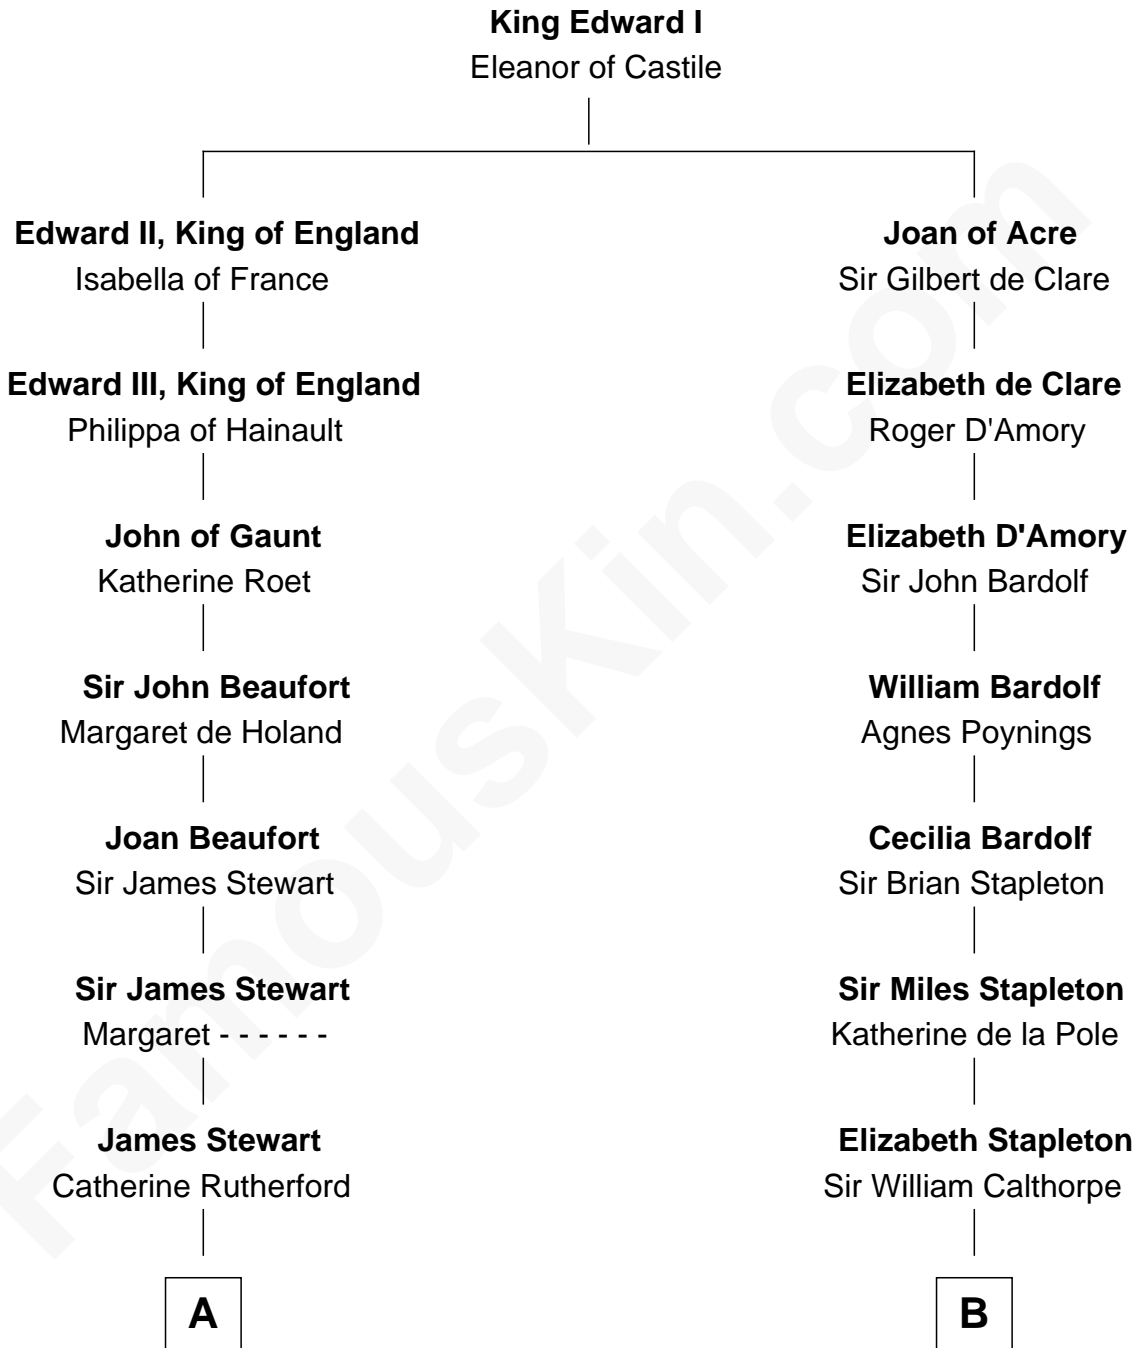 King Edward I
Eleanor of Castile
Edward II, King of England
Isabella of France
Joan of Acre
Sir Gilbert de Clare
Edward III, King of England
Philippa of Hainault
Elizabeth de Clare
Roger D'Amory
John of Gaunt
Katherine Roet
Elizabeth D'Amory
Sir John Bardolf
Sir John Beaufort
Margaret de Holand
William Bardolf
Agnes Poynings
Joan Beaufort
Sir James Stewart
Cecilia Bardolf
Sir Brian Stapleton
Sir James Stewart
Margaret - - - - - -
Sir Miles Stapleton
Katherine de la Pole
James Stewart
Catherine Rutherford
Elizabeth Stapleton
Sir William Calthorpe
A
B
FamousKin.com